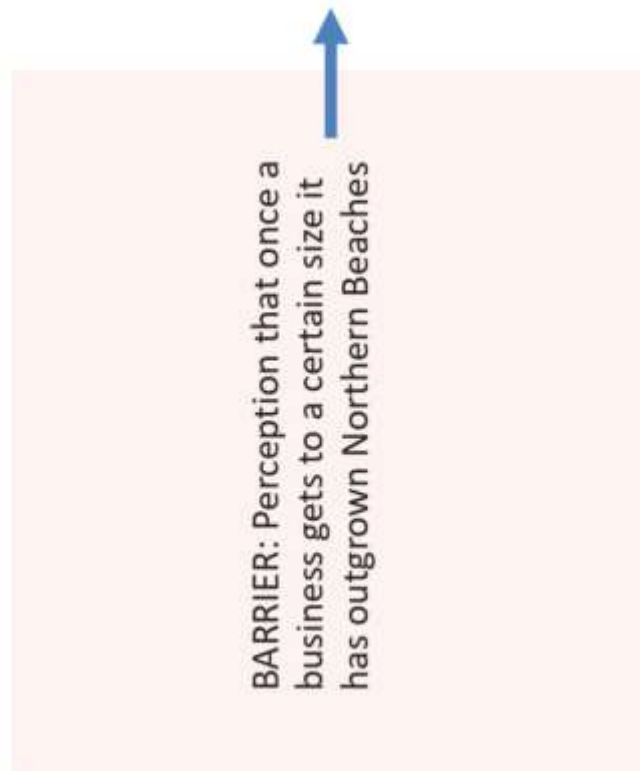 BARRIER: Perception that once a
business gets to a certain size it
has outgrown Northern Beaches